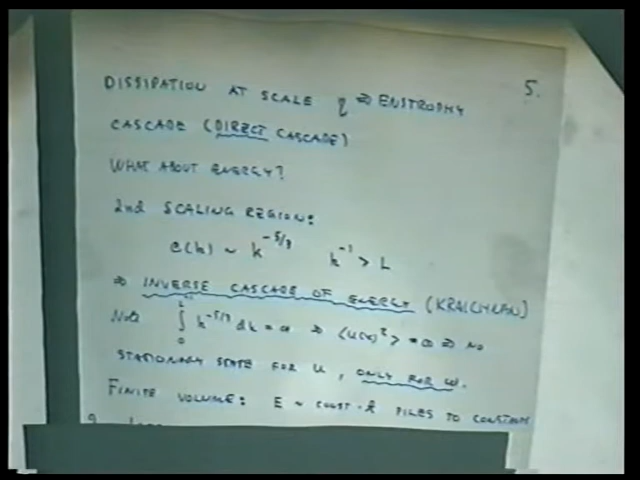 5.
DISSIPATION AT SCALE η ⇒ ENSTROPHY
CASCADE (DIRECT CASCADE)
WHAT ABOUT ENERGY?
2nd SCALING REGION:
e(k) ~ k^{-5/3} k^{-1} > L
⇒ INVERSE CASCADE OF ENERGY (KRAICHNAN)
Note ∫_0^{L^{-1}} k^{-5/3} dk = ∞ ⇒ <u(x)^2> = ∞ ⇒ NO
STATIONARY STATE FOR U, ONLY FOR ω.
FINITE VOLUME: E ~ CONST · t PILES TO CONSTANT